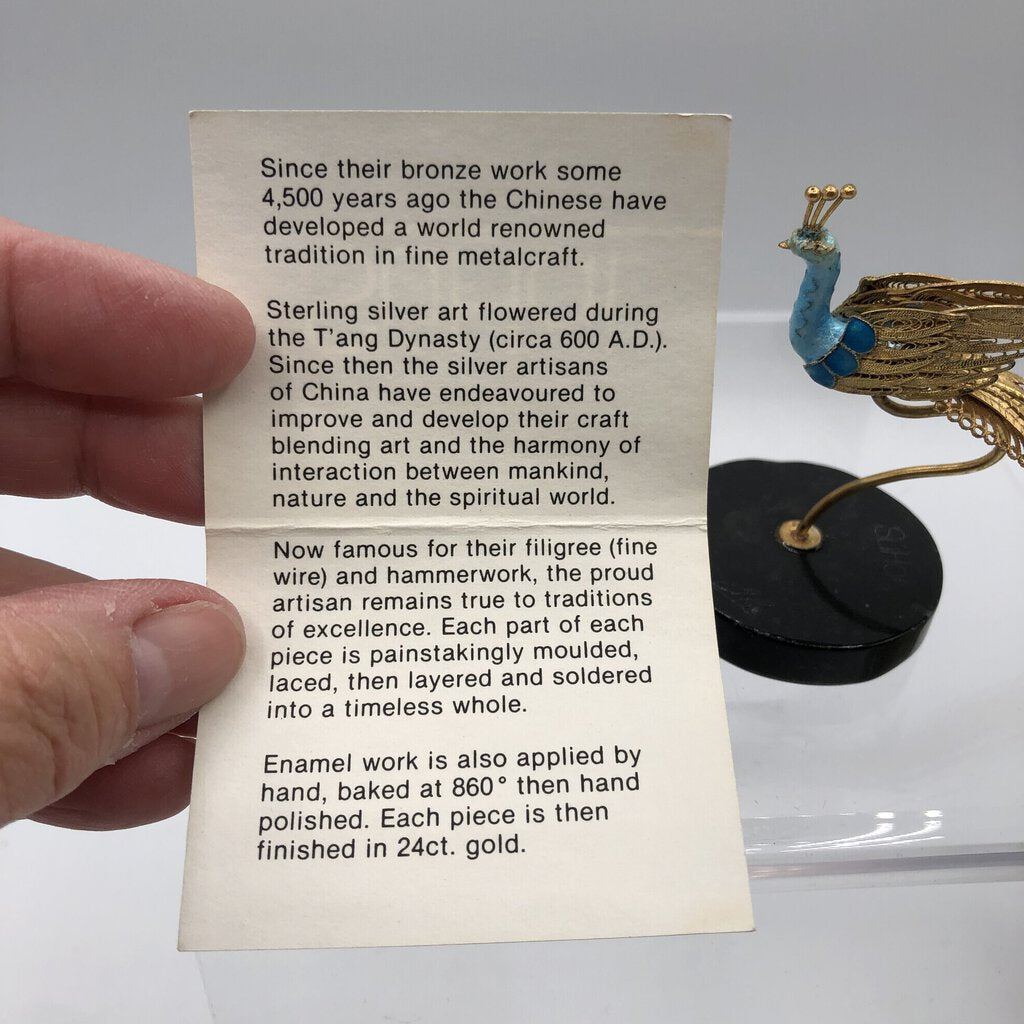 Since their bronze work some
4,500 years ago the Chinese have
developed a world renowned
tradition in fine metalcraft.
Sterling silver art flowered during
the T'ang Dynasty (circa 600 A.D.).
Since then the silver artisans
of China have endeavoured to
improve and develop their craft
blending art and the harmony of
interaction between mankind,
nature and the spiritual world.
Now famous for their filigree (fine
wire) and hammerwork, the proud
artisan remains true to traditions
of excellence. Each part of each
piece is painstakingly moulded,
laced, then layered and soldered
into a timeless whole.
Enamel work is also applied by
hand, baked at 860° then hand
polished. Each piece is then
finished in 24ct. gold.